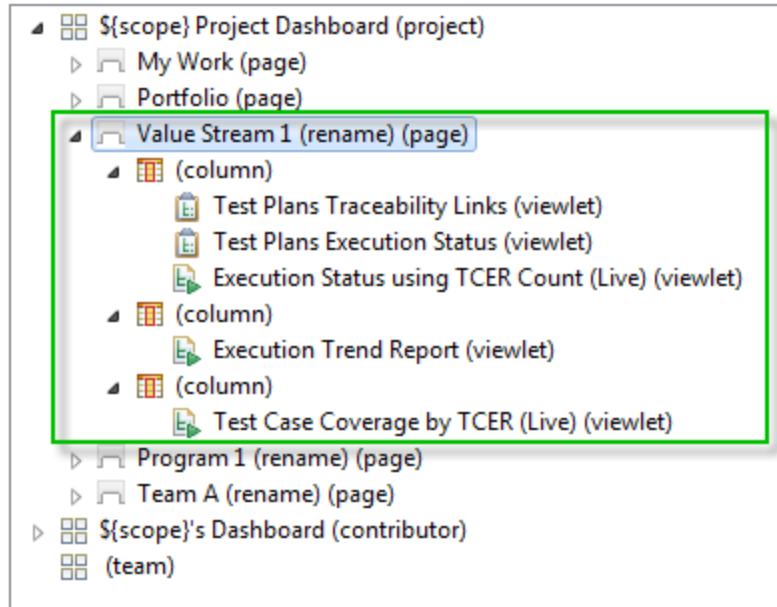 ${scope} Project Dashboard (project)
My Work (page)
Portfolio (page)
Value Stream 1 (rename) (page)
(column)
Test Plans Traceability Links (viewlet)
Test Plans Execution Status (viewlet)
Execution Status using TCER Count (Live) (viewlet)
(column)
Execution Trend Report (viewlet)
(column)
Test Case Coverage by TCER (Live) (viewlet)
Program 1 (rename) (page)
Team A (rename) (page)
${scope}'s Dashboard (contributor)
(team)